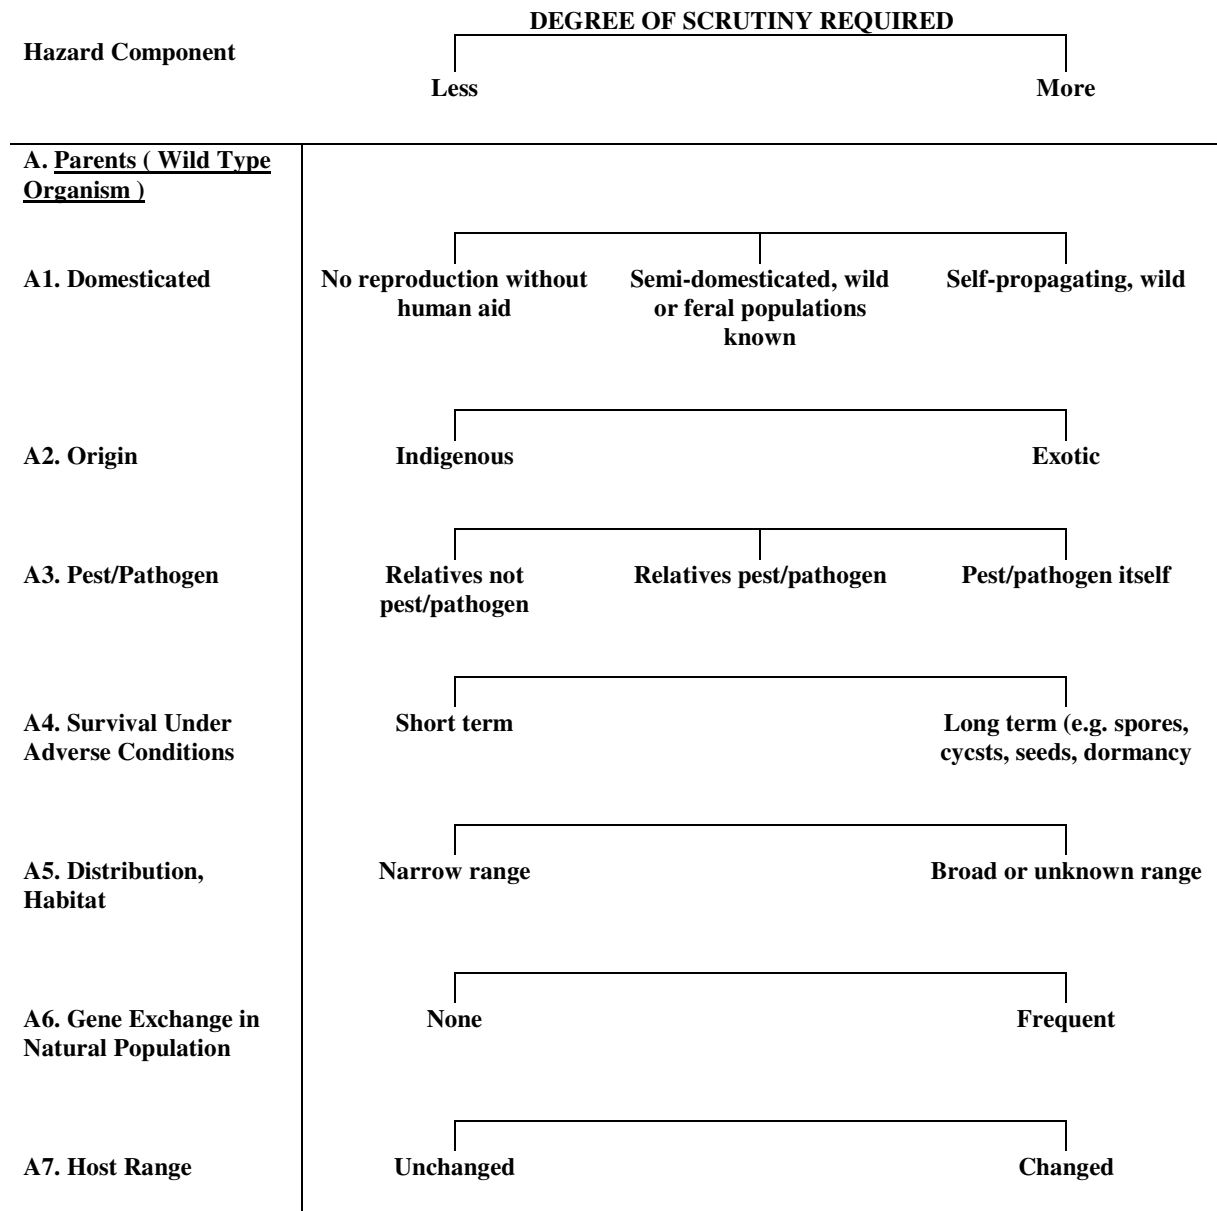 DEGREE OF SCRUTINY REQUIRED
Hazard Component
Less More
A. Parents ( Wild Type
Organism )
A1. Domesticated No reproduction without Semi-domesticated, wild Self-propagating, wild
human aid or feral populations
known
A2. Origin Indigenous Exotic
A3. Pest/Pathogen Relatives not Relatives pest/pathogen Pest/pathogen itself
pest/pathogen
A4. Survival Under Short term Long term (e.g. spores,
Adverse Conditions cycsts, seeds, dormancy
A5. Distribution, Narrow range Broad or unknown range
Habitat
A6. Gene Exchange in None Frequent
Natural Population
A7. Host Range Unchanged Changed